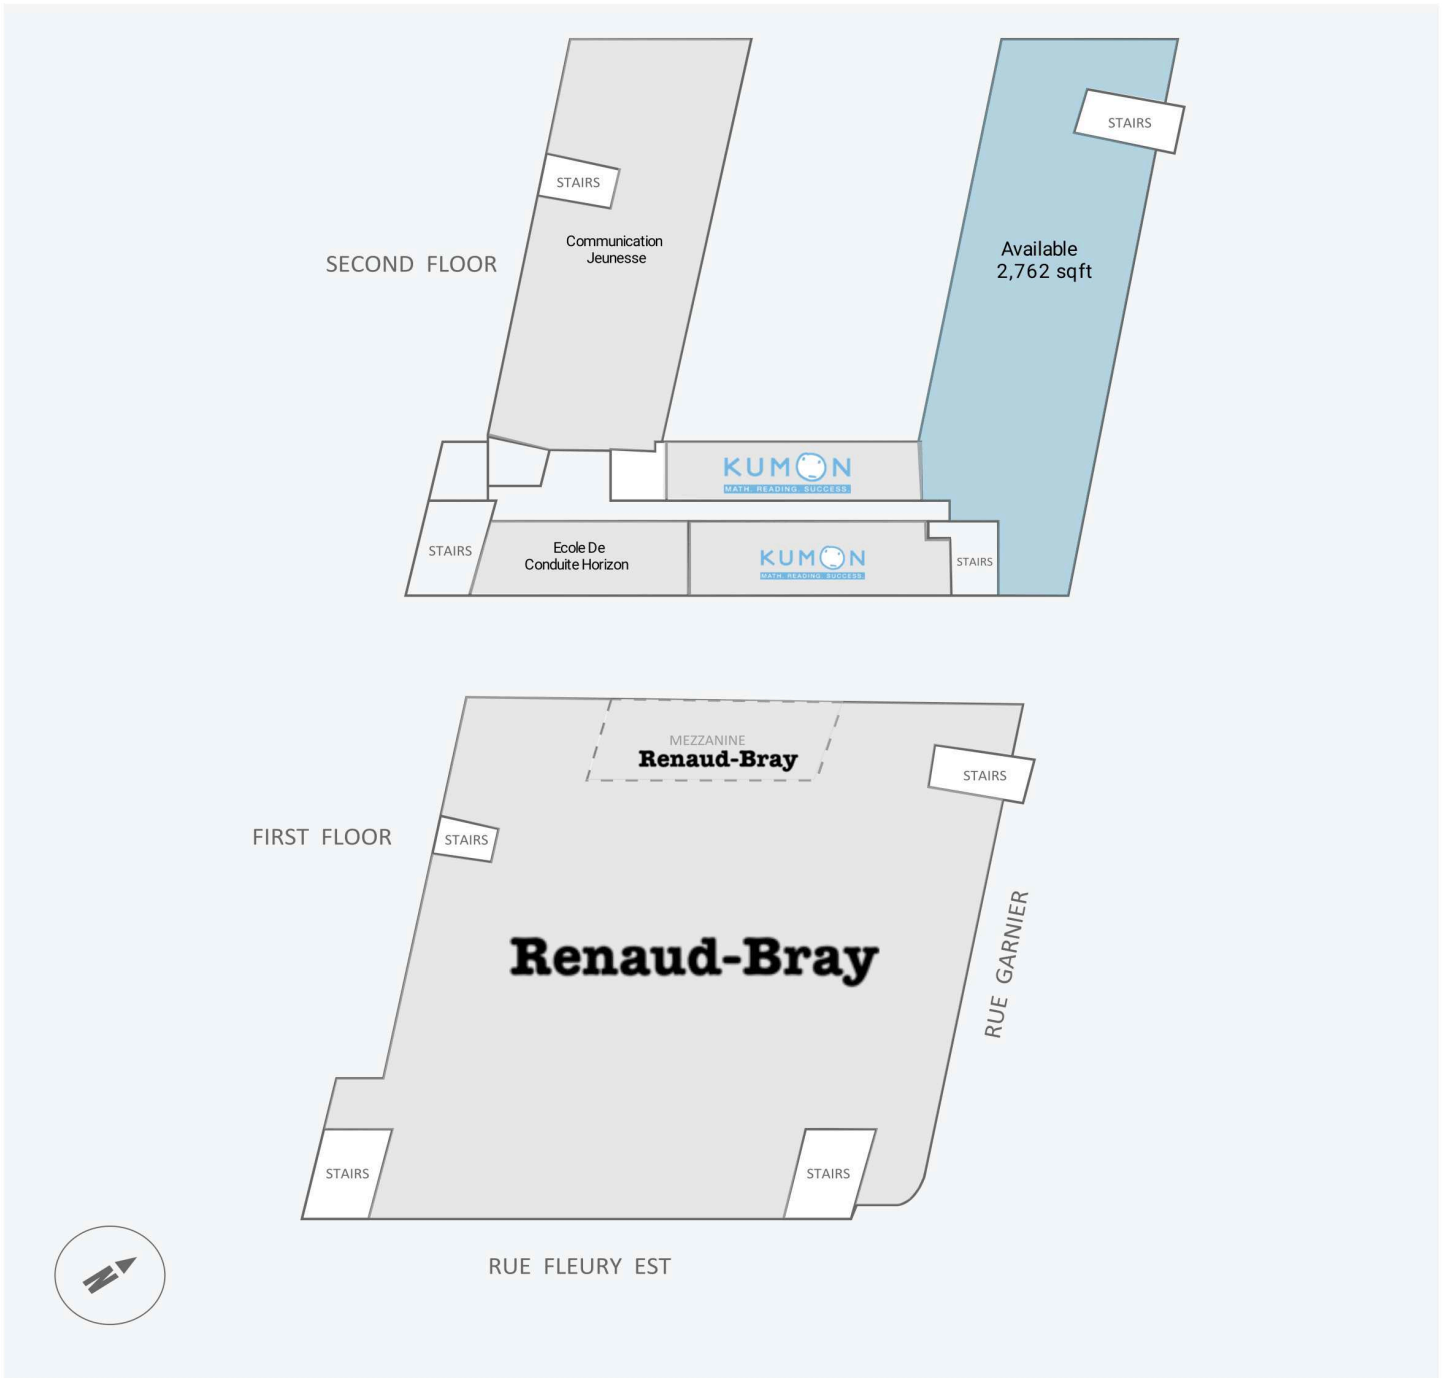 STAIRS
STAIRS
Communication
Jeunesse
SECOND FLOOR
Available
2,762 sqft
KUMON
MATH. READING. SUCCESS.
STAIRS
Ecole De
Conduite Horizon
KUMON
MATH. READING. SUCCESS.
STAIRS
MEZZANINE
Renaud-Bray
STAIRS
FIRST FLOOR
STAIRS
Renaud-Bray
RUE GARNIER
STAIRS
STAIRS
RUE FLEURY EST
N